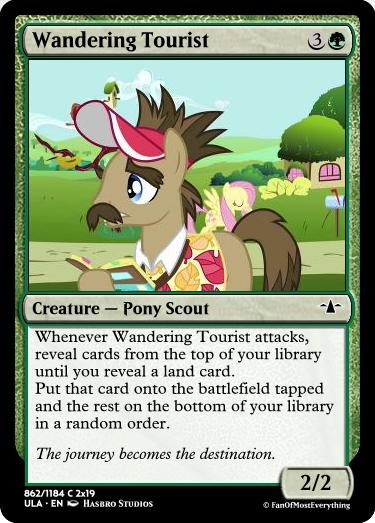 Wandering Tourist 3
Creature — Pony Scout
Whenever Wandering Tourist attacks,
reveal cards from the top of your library
until you reveal a land card.
Put that card onto the battlefield tapped
and the rest on the bottom of your library
in a random order.
The journey becomes the destination.
2/2
862/1184 C 2x19
ULA • EN Hasbro Studios
© FanOfMostEverything